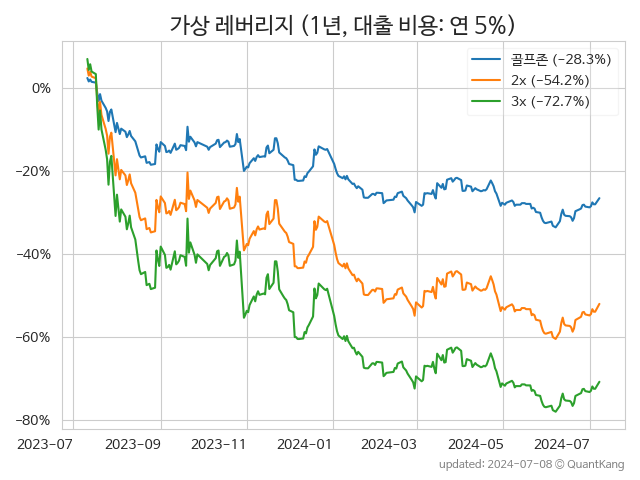 가상 레버리지 (1년, 대출 비용: 연 5%)
골프존 (−28.3%)
2x (−54.2%)
3x (−72.7%)
0%
−20%
−40%
−60%
−80%
2023−07 2023−09 2023−11 2024−01 2024−03 2024−05 2024−07
updated: 2024-07-08 © QuantKang